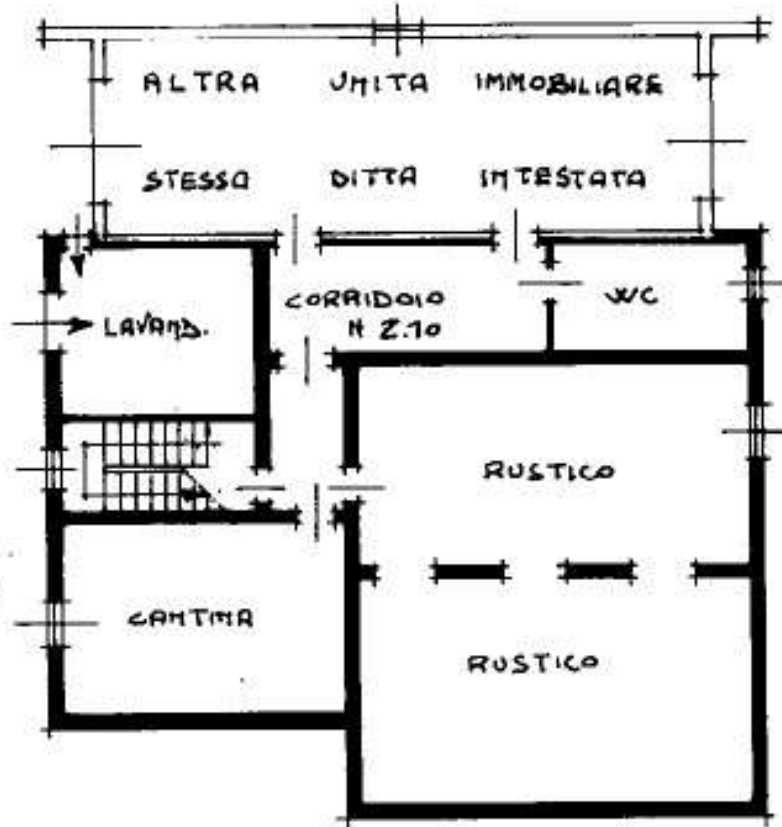 ALTRA UNITA IMMOBILIARE
STESSA DITTA INTESTATA
CORRIDOIO
H 2.10
WC
LAVAND.
RUSTICO
CANTINA
RUSTICO